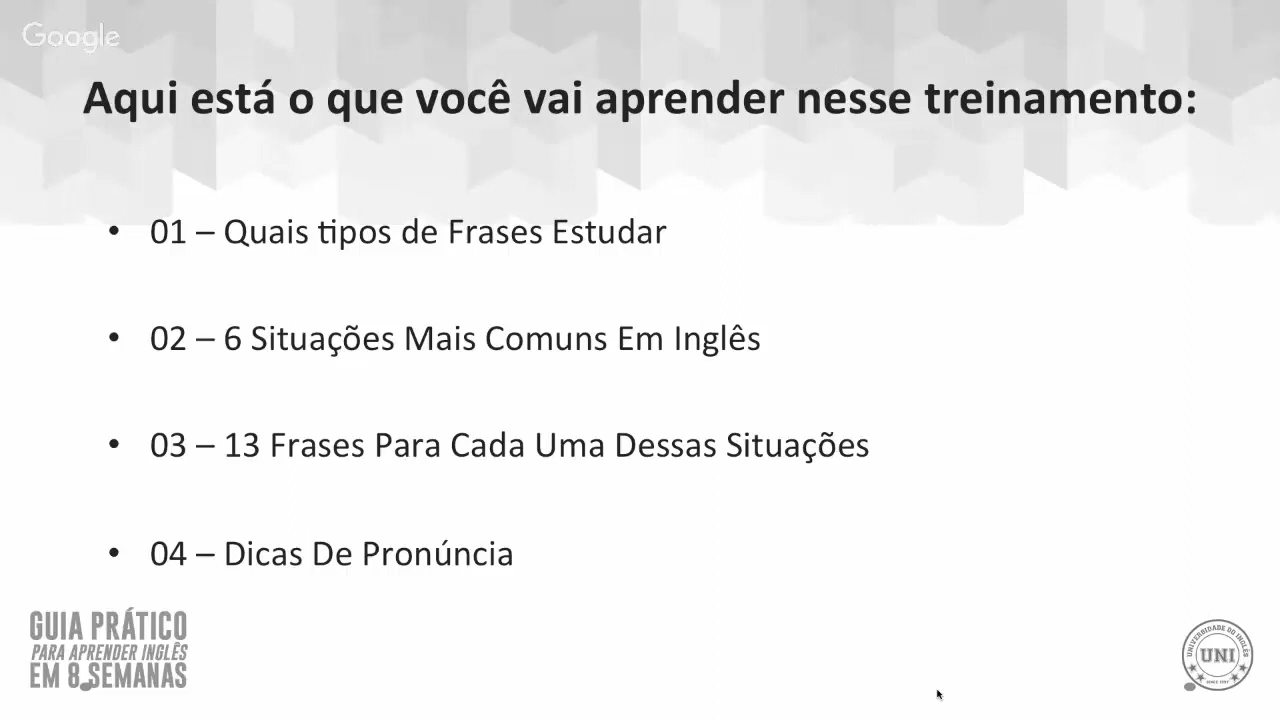 Google
Aqui está o que você vai aprender nesse treinamento:
• 01 – Quais tipos de Frases Estudar
• 02 – 6 Situações Mais Comuns Em Inglês
• 03 – 13 Frases Para Cada Uma Dessas Situações
• 04 – Dicas De Pronúncia
GUIA PRÁTICO
PARA APRENDER INGLÊS
EM 8 SEMANAS
UNIVERSIDADE DO INGLÊS
UNI